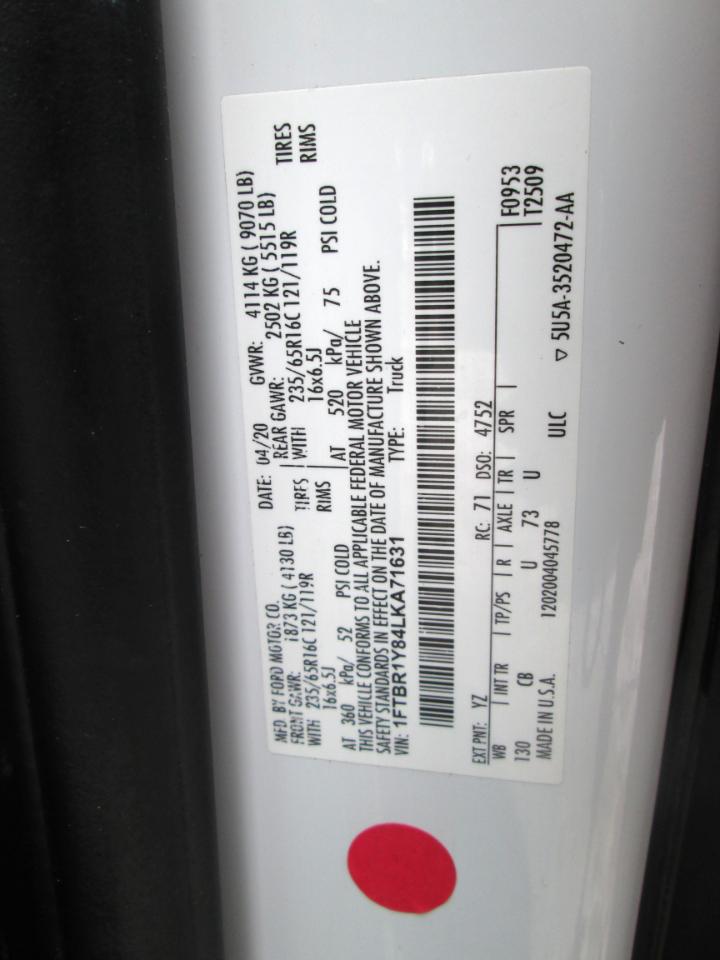 MFD. BY FORD MOTOR CO.
DATE: 04/20 GVWR: 4114 KG ( 9070 LB)
FRONT GAWR: 1873 KG ( 4130 LB) REAR GAWR: 2502 KG ( 5515 LB)
WITH 235/65R16C 121/119R TIRES WITH 235/65R16C 121/119R TIRES
16x6.5J RIMS 16x6.5J RIMS
AT 360 kPa/ 52 PSI COLD AT 520 kPa/ 75 PSI COLD
THIS VEHICLE CONFORMS TO ALL APPLICABLE FEDERAL MOTOR VEHICLE
SAFETY STANDARDS IN EFFECT ON THE DATE OF MANUFACTURE SHOWN ABOVE.
VIN: 1FTBR1Y84LKA71631 TYPE: Truck
EXT PNT: YZ RC: 71 DSO: 4752
WB INT TR TP/PS R AXLE TR SPR F0953
130 CB U 73 U T2509
MADE IN U.S.A. 1202004045778 ULC ▽ 5U5A-3520472-AA